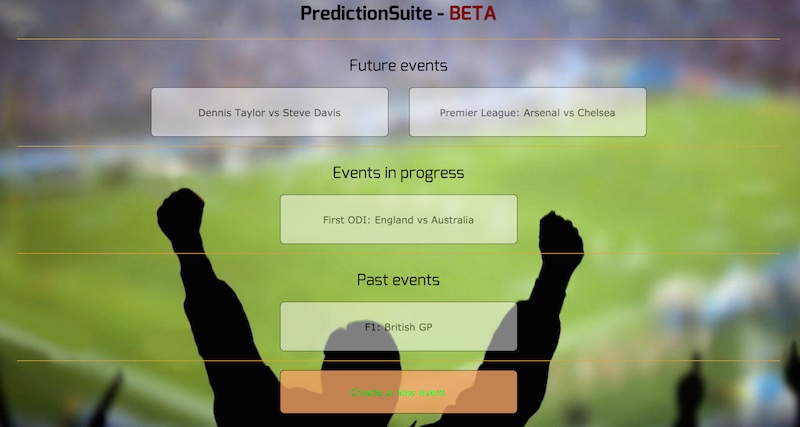 PredictionSuite - BETA
Future events
Dennis Taylor vs Steve Davis
Premier League: Arsenal vs Chelsea
Events in progress
First ODI: England vs Australia
Past events
F1: British GP
Create a new event